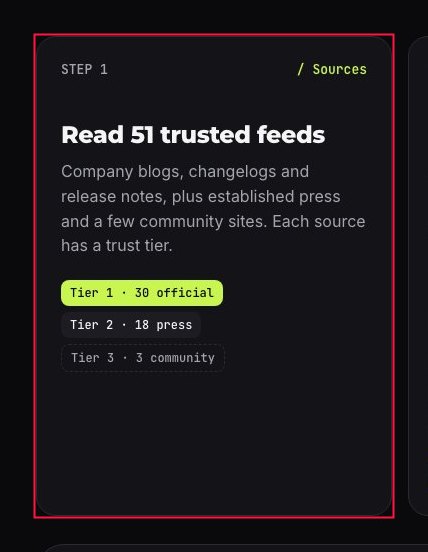 STEP 1
/ Sources
Read 51 trusted feeds
Company blogs, changelogs and
release notes, plus established press
and a few community sites. Each source
has a trust tier.
Tier 1 · 30 official
Tier 2 · 18 press
Tier 3 · 3 community